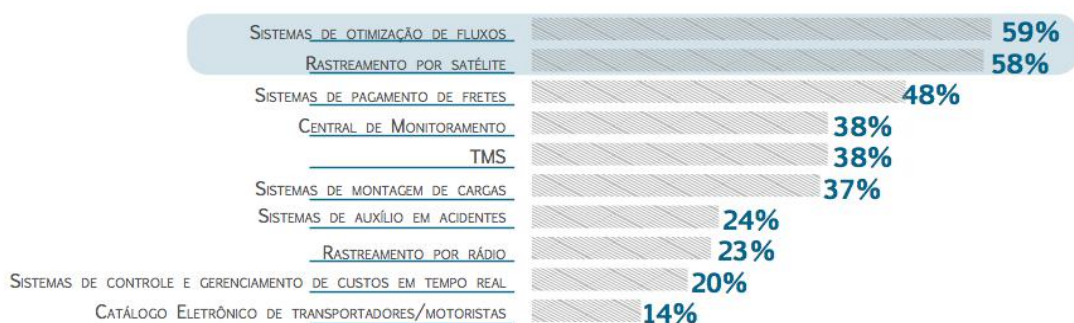 SISTEMAS DE OTIMIZAÇÃO DE FLUXOS 59%
RASTREAMENTO POR SATÉLITE 58%
SISTEMAS DE PAGAMENTO DE FRETES 48%
CENTRAL DE MONITORAMENTO 38%
TMS 38%
SISTEMAS DE MONTAGEM DE CARGAS 37%
SISTEMAS DE AUXÍLIO EM ACIDENTES 24%
RASTREAMENTO POR RÁDIO 23%
SISTEMAS DE CONTROLE E GERENCIAMENTO DE CUSTOS EM TEMPO REAL 20%
CATÁLOGO ELETRÔNICO DE TRANSPORTADORES/MOTORISTAS 14%